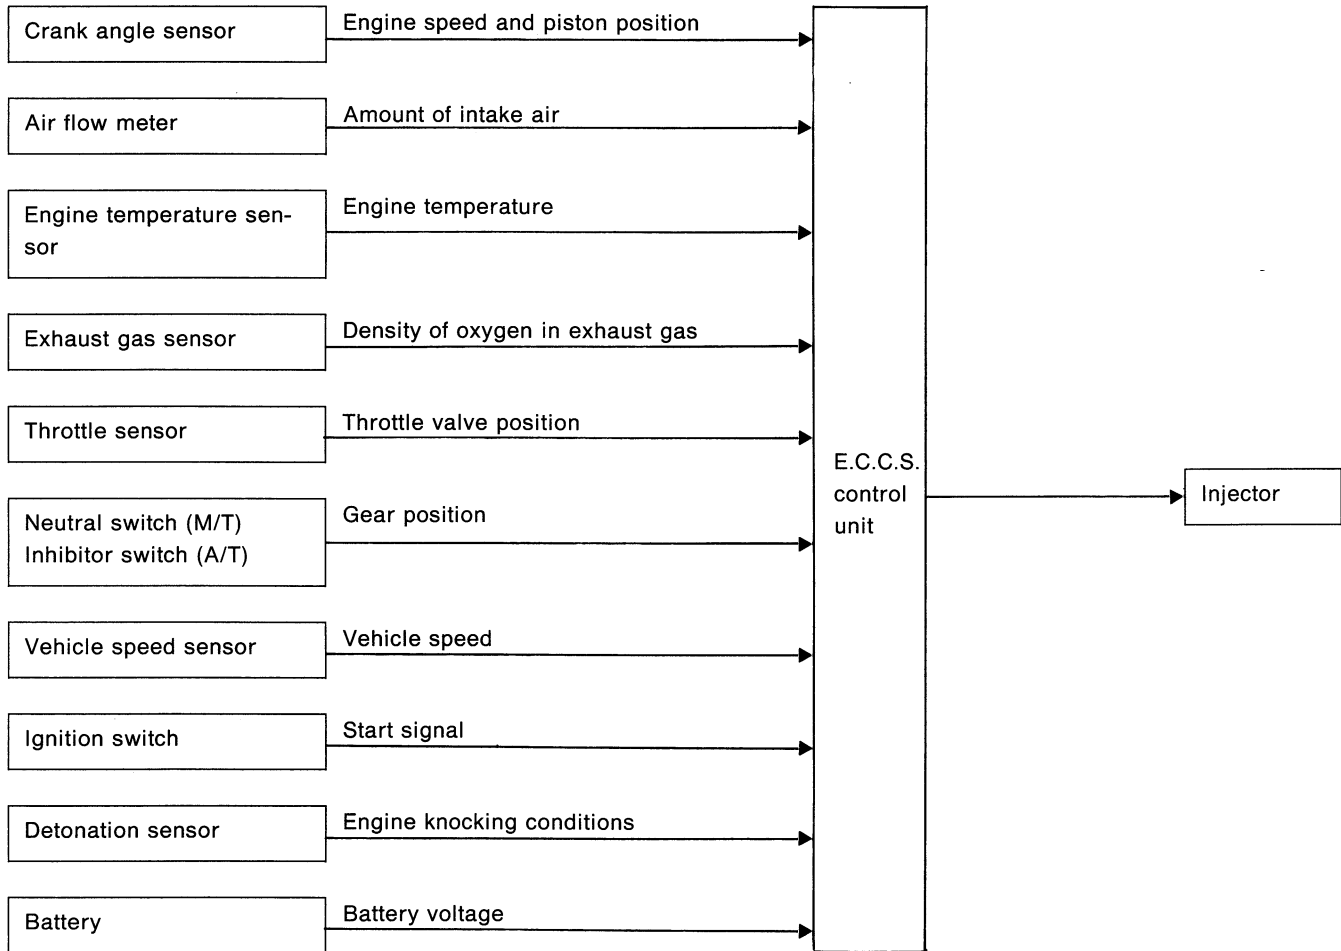 Crank angle sensor
Engine speed and piston position
Air flow meter
Amount of intake air
Engine temperature sen-
sor
Engine temperature
Exhaust gas sensor
Density of oxygen in exhaust gas
Throttle sensor
Throttle valve position
Neutral switch (M/T)
Inhibitor switch (A/T)
Gear position
Vehicle speed sensor
Vehicle speed
Ignition switch
Start signal
Detonation sensor
Engine knocking conditions
Battery
Battery voltage
E.C.C.S.
control
unit
Injector